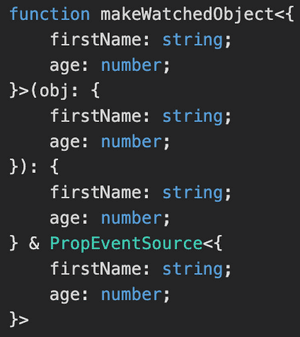 function makeWatchedObject<{
    firstName: string;
    age: number;
}>(obj: {
    firstName: string;
    age: number;
}): {
    firstName: string;
    age: number;
} & PropEventSource<{
    firstName: string;
    age: number;
}>